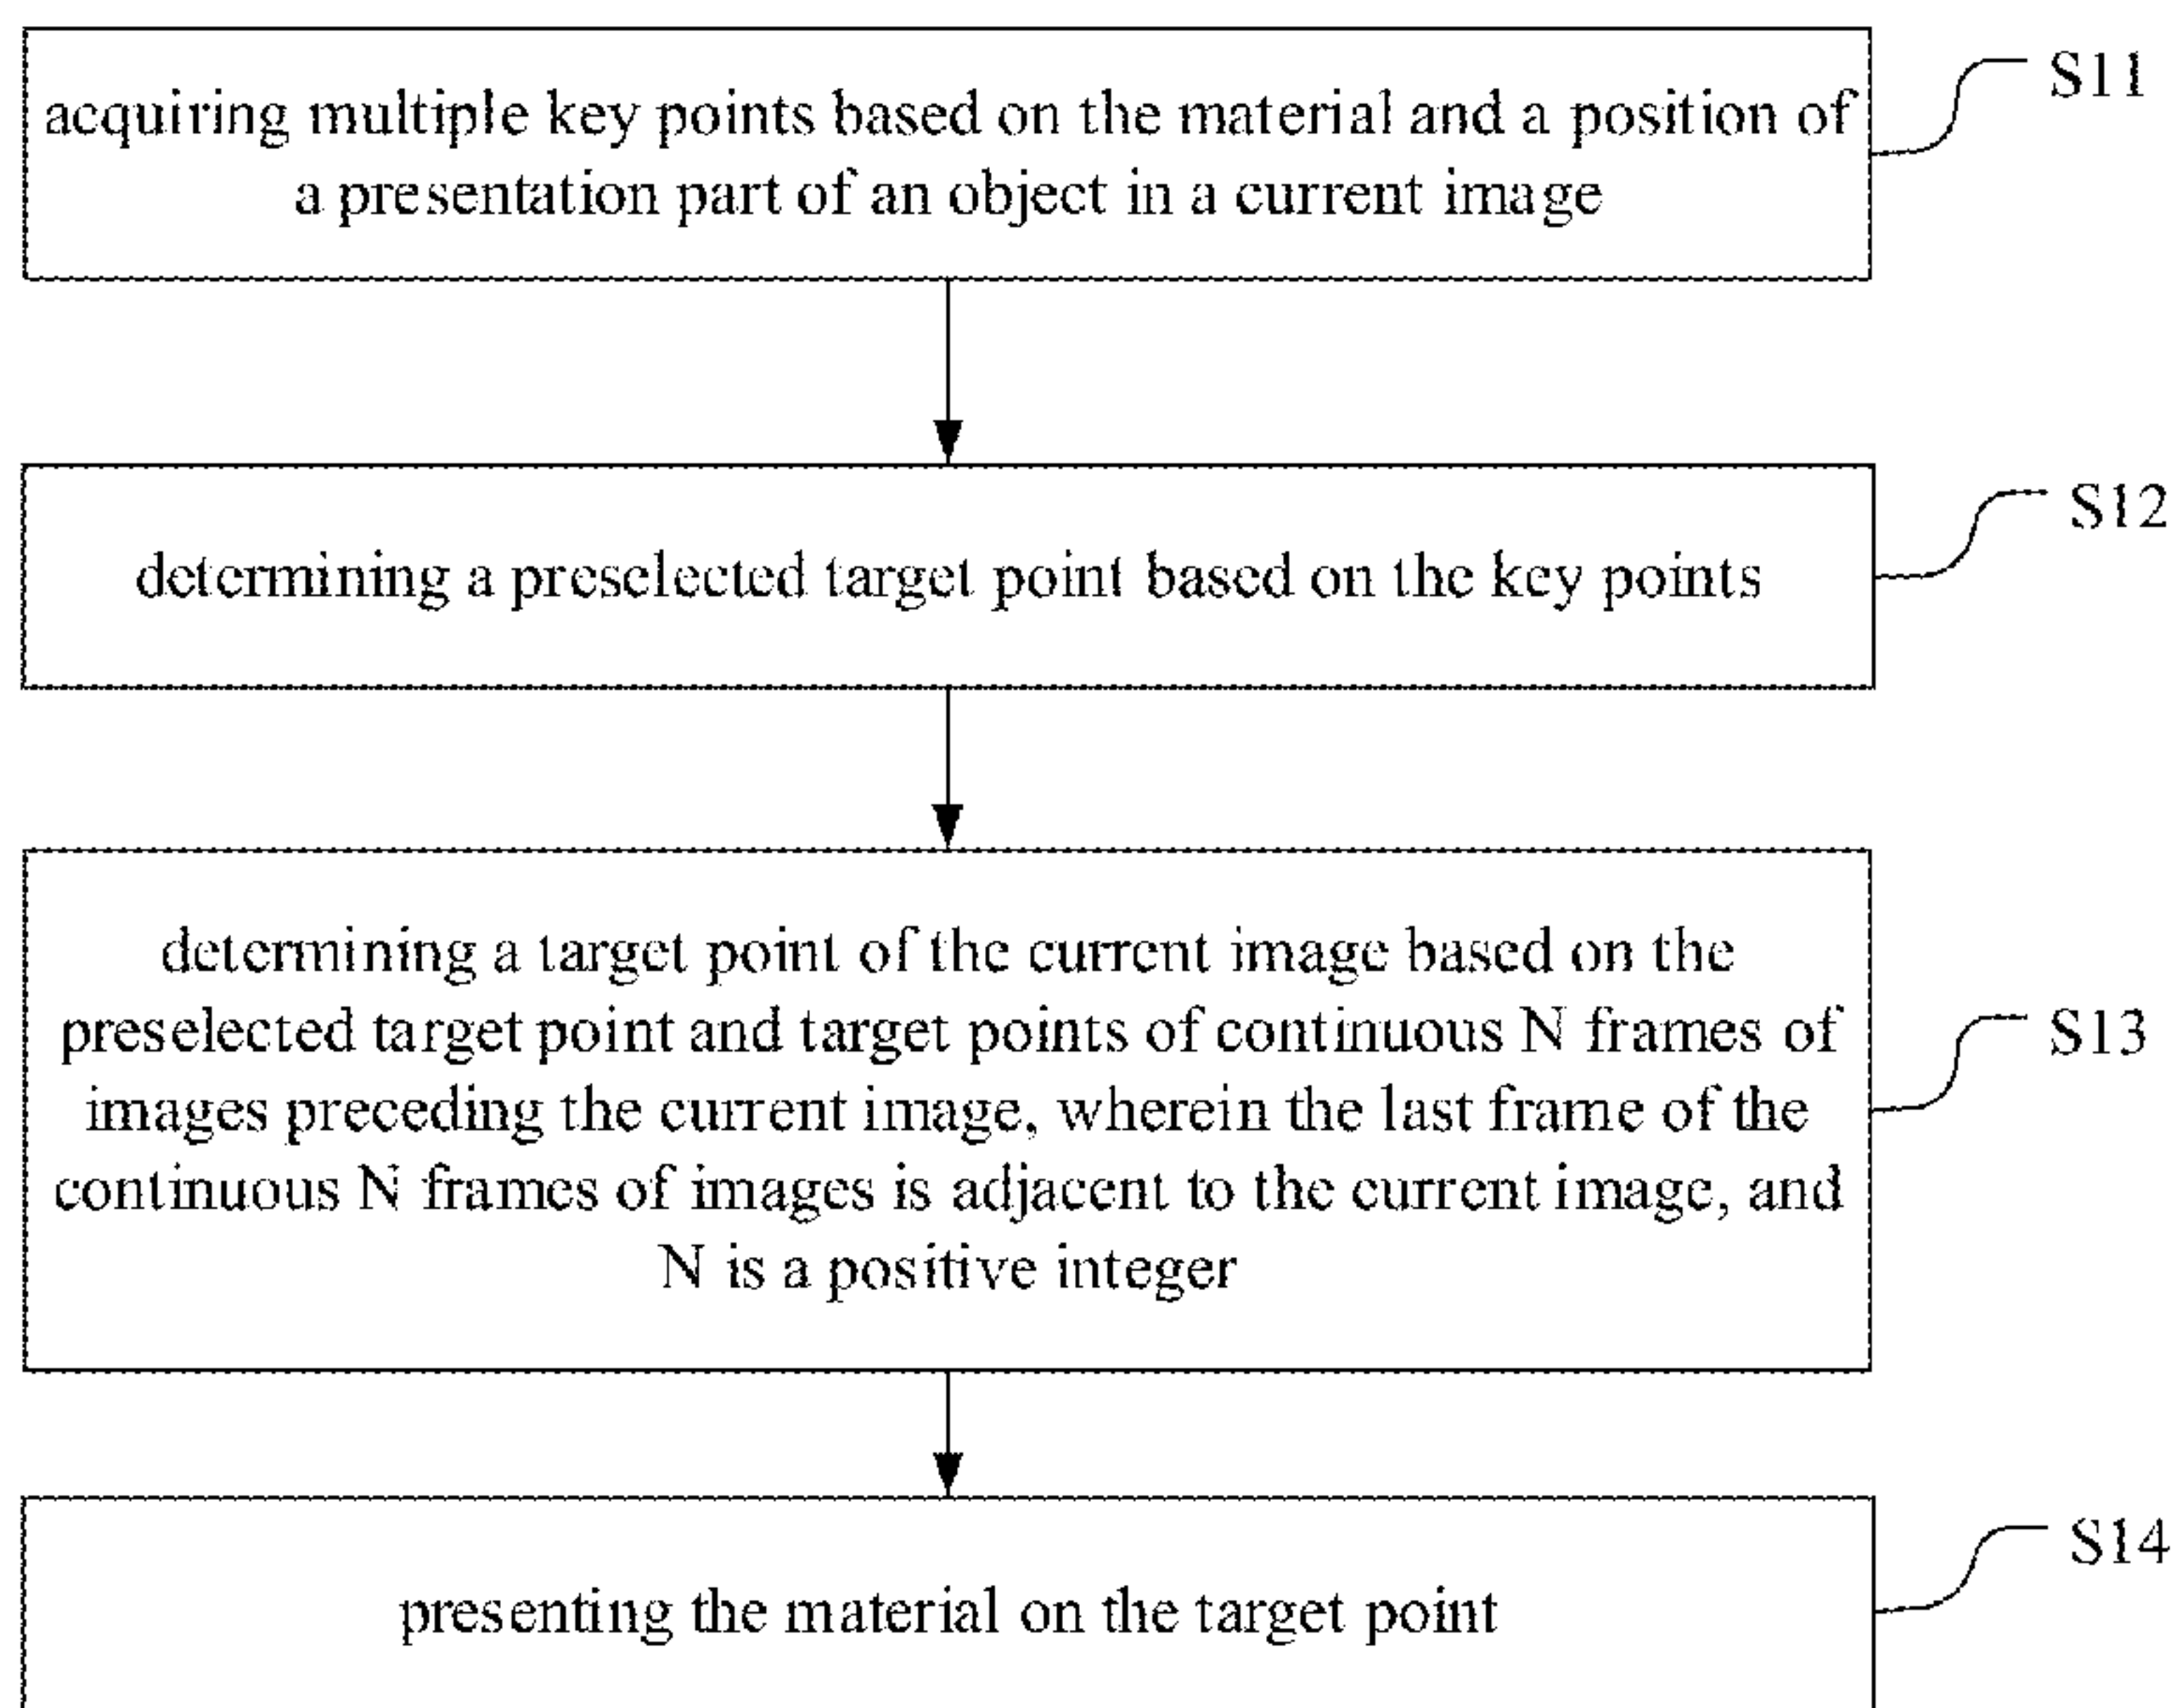 acquiring multiple key points based on the material and a position of
a presentation part of an object in a current image
S11
determining a preselected target point based on the key points
S12
determining a target point of the current image based on the
preselected target point and target points of continuous N frames of
images preceding the current image, wherein the last frame of the
continuous N frames of images is adjacent to the current image, and
N is a positive integer
S13
presenting the material on the target point
S14